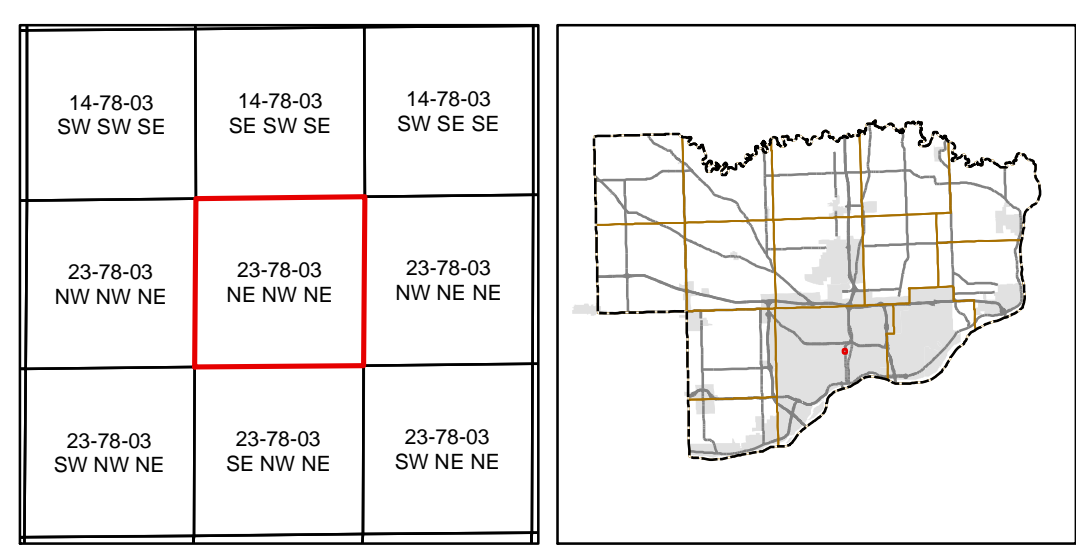 14-78-03
SW SW SE
14-78-03
SE SW SE
14-78-03
SW SE SE
23-78-03
NW NW NE
23-78-03
NE NW NE
23-78-03
NW NE NE
23-78-03
SW NW NE
23-78-03
SE NW NE
23-78-03
SW NE NE